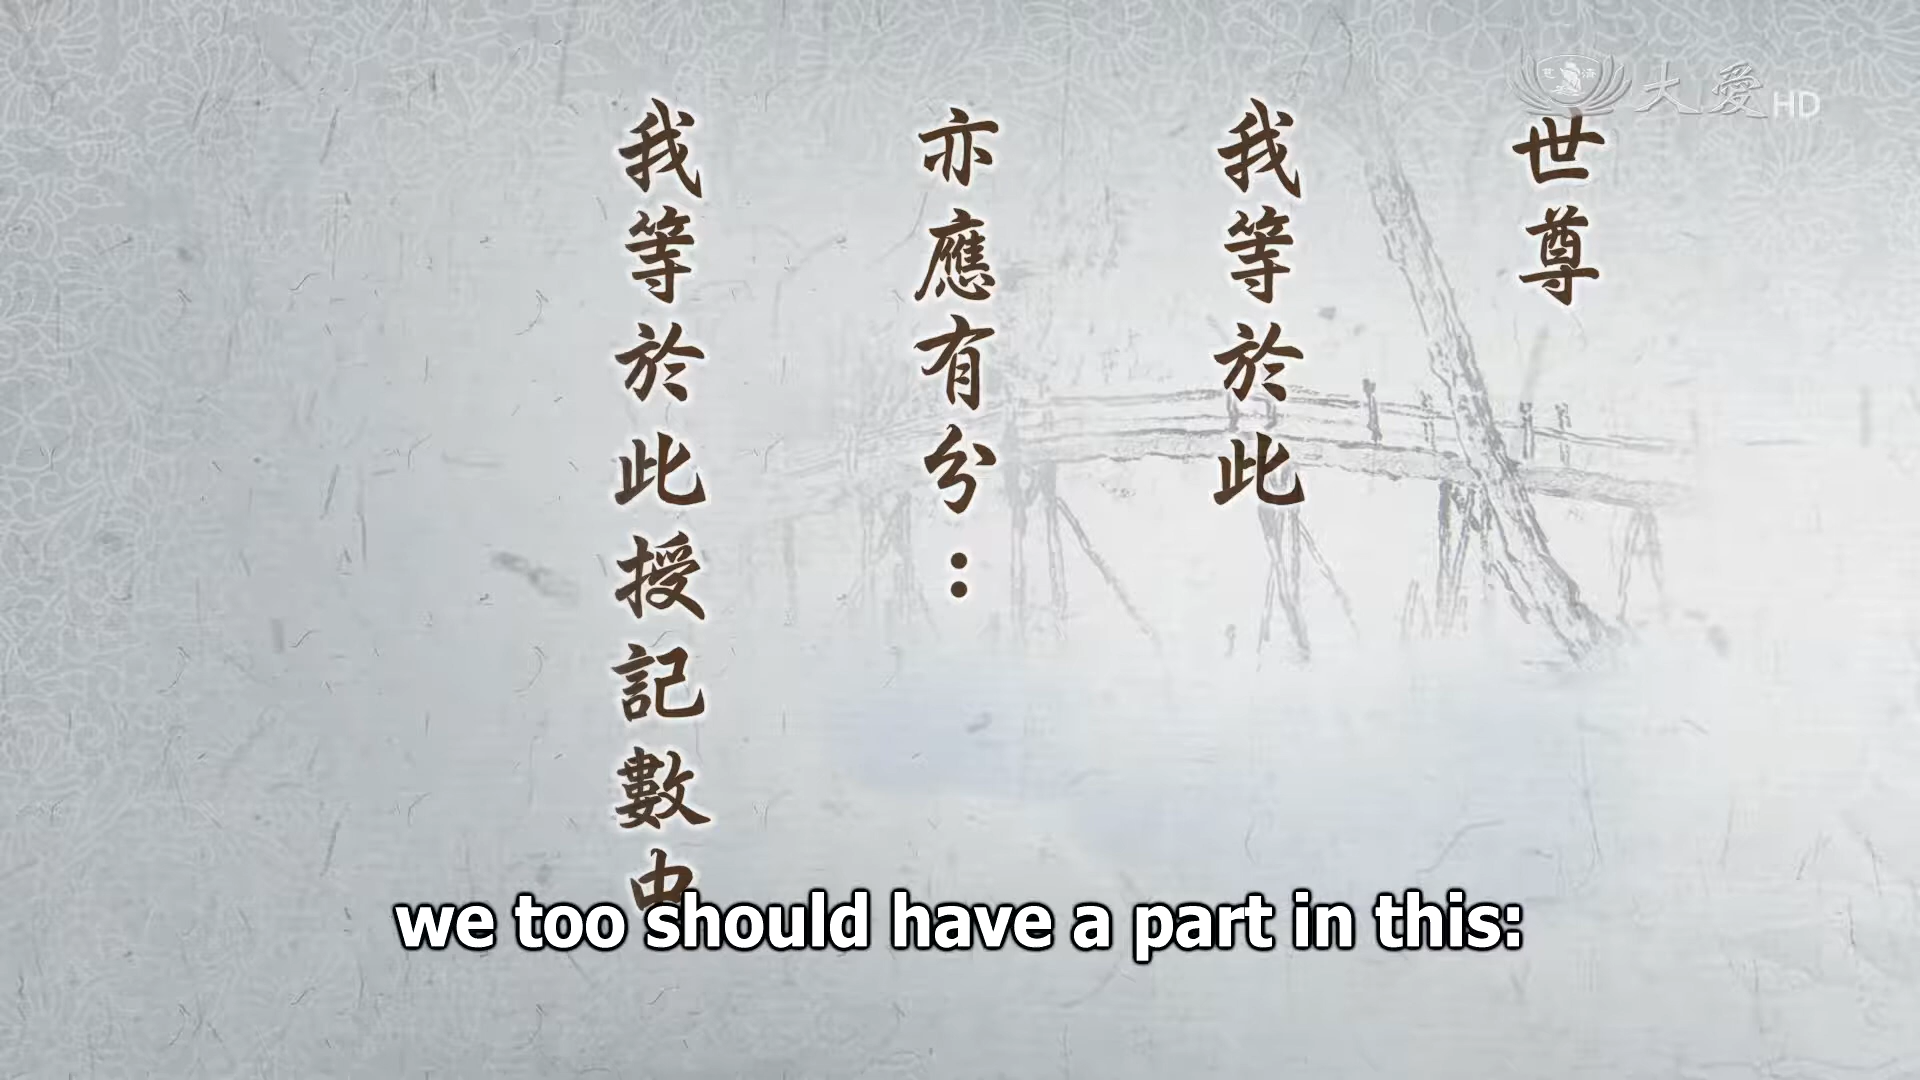 大愛HD
世尊
我等於此
亦應有分：
我等於此授記數中
we too should have a part in this: